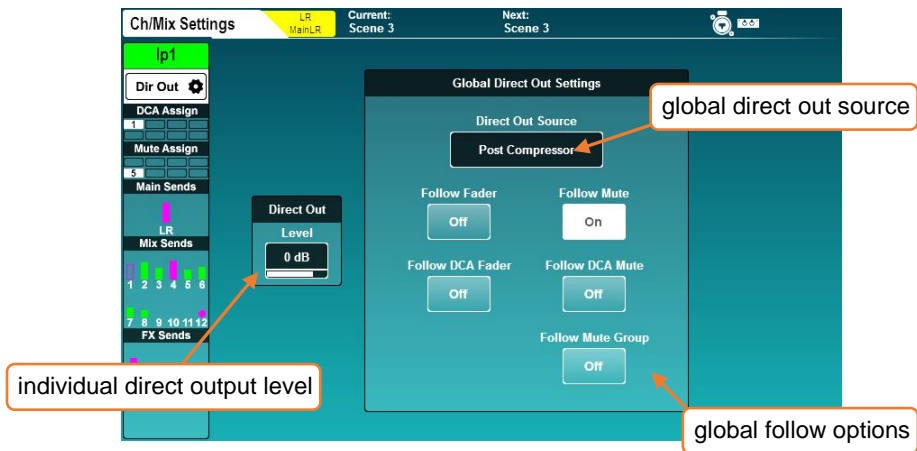 Ch/Mix Settings
LR
MainLR
Current:
Scene 3
Next:
Scene 3
Ip1
Dir Out
DCA Assign
1
Mute Assign
5
Main Sends
LR
Mix Sends
1 2 3 4 5 6
7 8 9 10 11 12
FX Sends
Direct Out
Level
0 dB
Global Direct Out Settings
Direct Out Source
Post Compressor
Follow Fader
Off
Follow Mute
On
Follow DCA Fader
Off
Follow DCA Mute
Off
Follow Mute Group
Off
global direct out source
individual direct output level
global follow options